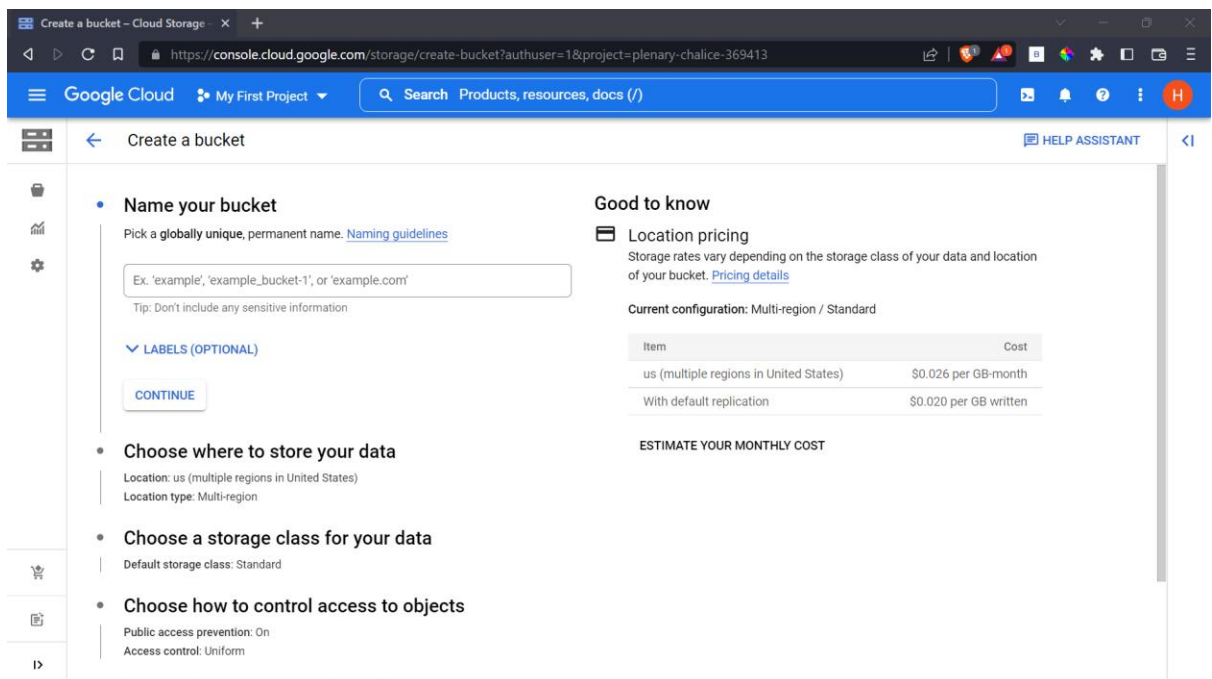 Create a bucket – Cloud Storage –
https://console.cloud.google.com/storage/create-bucket?authuser=1&project=plenary-chalice-369413
Google Cloud
My First Project
Search Products, resources, docs (/)
H
Create a bucket
HELP ASSISTANT
Name your bucket
Pick a globally unique, permanent name. Naming guidelines
Ex. 'example', 'example_bucket-1', or 'example.com'
Tip: Don't include any sensitive information
LABELS (OPTIONAL)
CONTINUE
Choose where to store your data
Location: us (multiple regions in United States)
Location type: Multi-region
Choose a storage class for your data
Default storage class: Standard
Choose how to control access to objects
Public access prevention: On
Access control: Uniform
Good to know
Location pricing
Storage rates vary depending on the storage class of your data and location
of your bucket. Pricing details
Current configuration: Multi-region / Standard
Item Cost
us (multiple regions in United States) $0.026 per GB-month
With default replication $0.020 per GB written
ESTIMATE YOUR MONTHLY COST